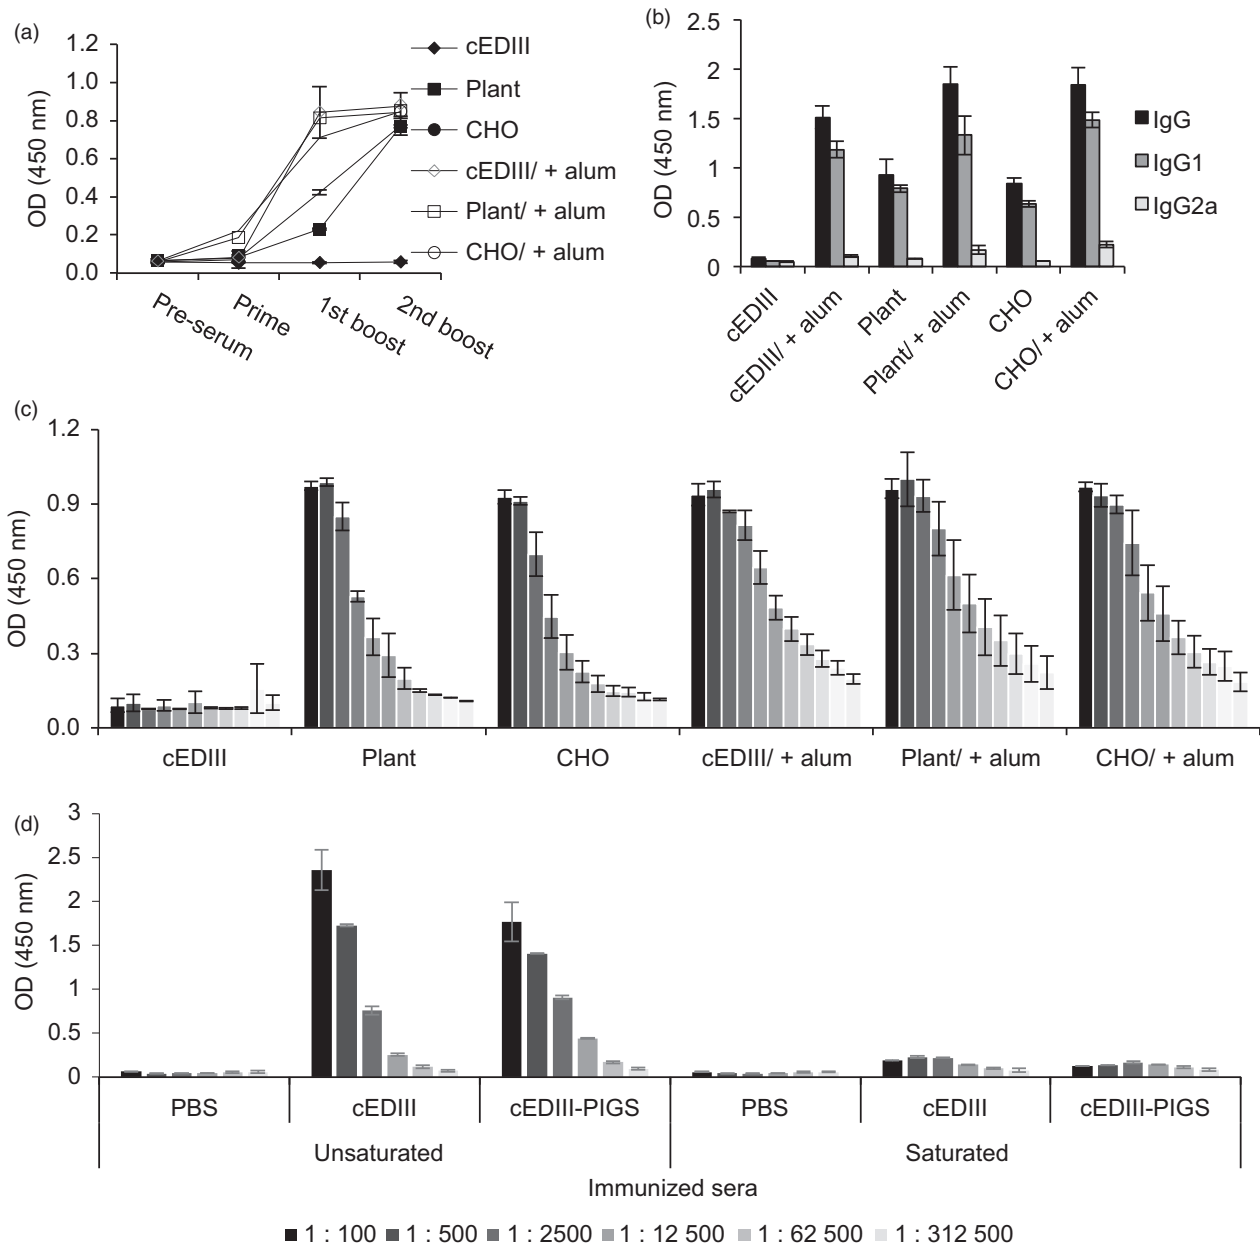 (a)
OD (450 nm)
1.2
1.0
0.8
0.6
0.4
0.2
0.0
Pre-serum
Prime
1st boost
2nd boost
cEDIII
Plant
CHO
cEDIII/ + alum
Plant/ + alum
CHO/ + alum
(b)
OD (450 nm)
2.5
2
1.5
1
0.5
0
cEDIII
cEDIII/ + alum
Plant
Plant/ + alum
CHO
CHO/ + alum
IgG
IgG1
IgG2a
(c)
OD (450 nm)
1.2
0.9
0.6
0.3
0.0
cEDIII Plant CHO cEDIII/ + alum Plant/ + alum CHO/ + alum
(d)
OD (450 nm)
3
2.5
2
1.5
1
0.5
0
PBS cEDIII cEDIII-PIGS PBS cEDIII cEDIII-PIGS
Unsaturated Saturated
Immunized sera
1 : 100 1 : 500 1 : 2500 1 : 12 500 1 : 62 500 1 : 312 500